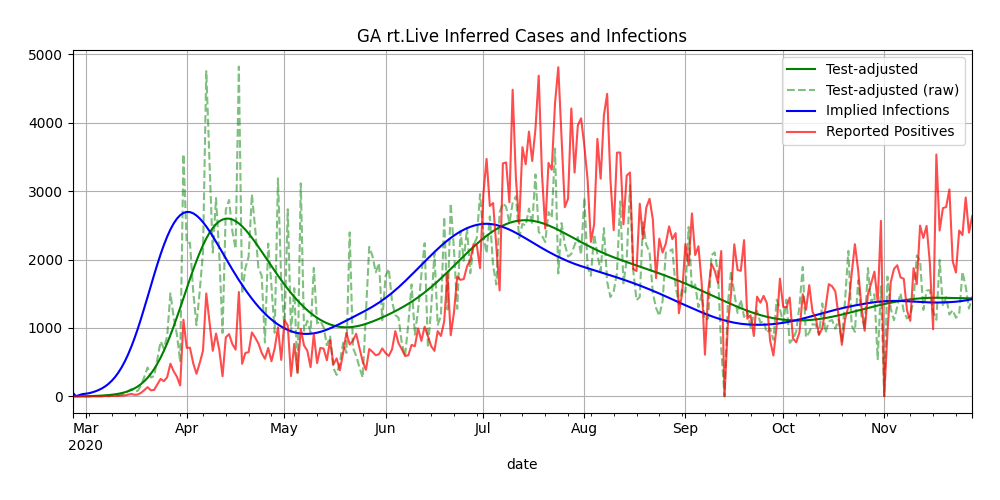 GA rt.Live Inferred Cases and Infections
5000
4000
3000
2000
1000
0
Test-adjusted
Test-adjusted (raw)
Implied Infections
Reported Positives
Mar
2020
Apr
May
Jun
Jul
Aug
Sep
Oct
Nov
date